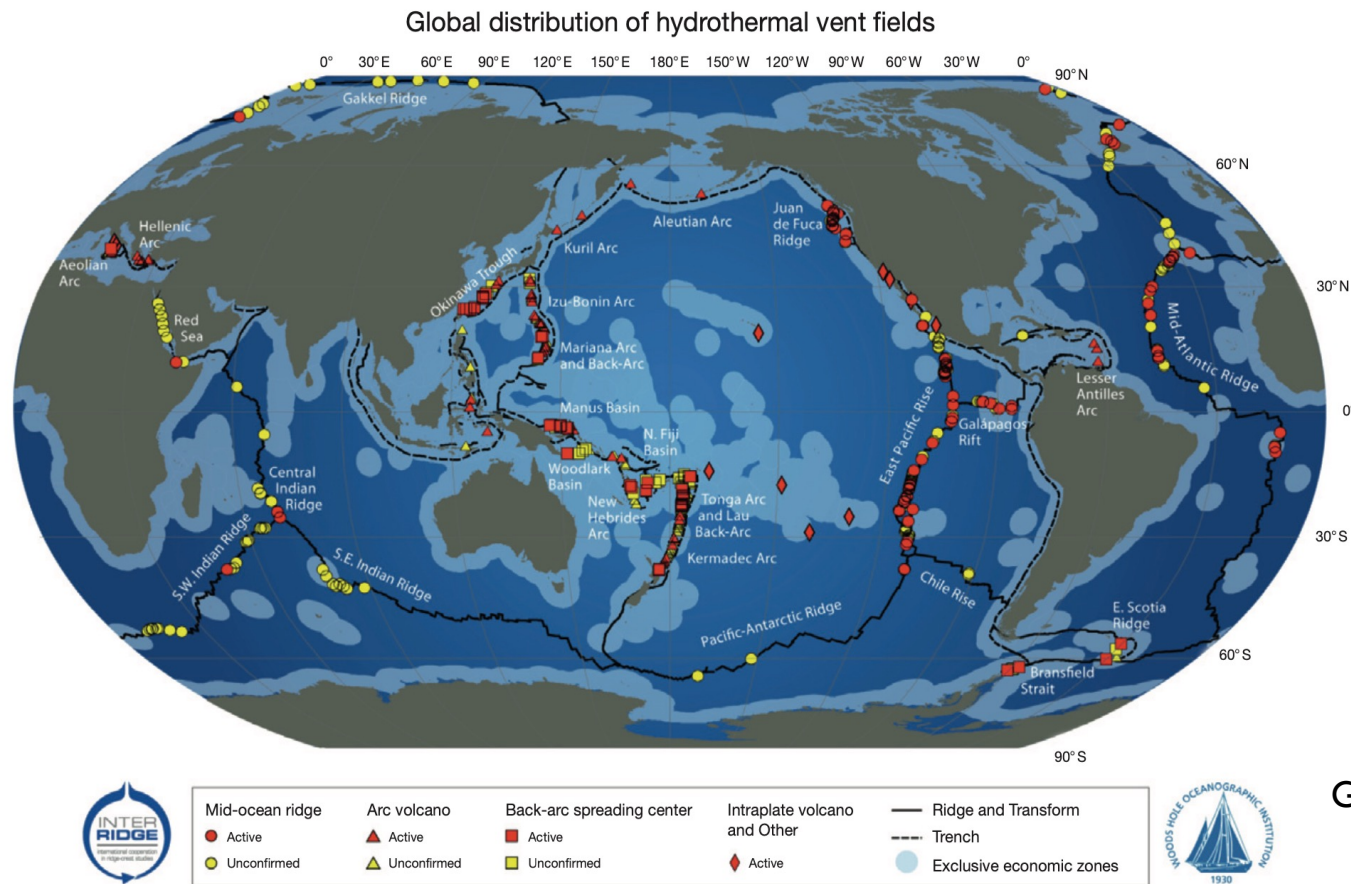 Global distribution of hydrothermal vent fields
0° 30°E 60°E 90°E 120°E 150°E 180°E 150°W 120°W 90°W 60°W 30°W 0°
90°N
Gakkel Ridge
60°N
Aleutian Arc
Juan
de Fuca
Ridge
Hellenic
Arc
Aeolian
Arc
Kuril Arc
Okinawa Trough
30°N
Izu-Bonin Arc
Red
Sea
Mid-Atlantic Ridge
Mariana Arc
and Back-Arc
Lesser
Antilles
Arc
Manus Basin
0°
East Pacific Rise
Galápagos
Rift
N. Fiji
Basin
Woodlark
Basin
Central
Indian
Ridge
New
Hebrides
Arc
Tonga Arc
and Lau
Back-Arc
30°S
Kermadec Arc
S.W. Indian Ridge
S.E. Indian Ridge
Chile Rise
Pacific-Antarctic Ridge
E. Scotia
Ridge
60°S
Bransfield
Strait
90°S
INTER
RIDGE
international cooperation
in ridge-crest studies
Mid-ocean ridge
Active
Unconfirmed
Arc volcano
Active
Unconfirmed
Back-arc spreading center
Active
Unconfirmed
Intraplate volcano
and Other
Active
Ridge and Transform
Trench
Exclusive economic zones
WOODS HOLE OCEANOGRAPHIC INSTITUTION
1930
G